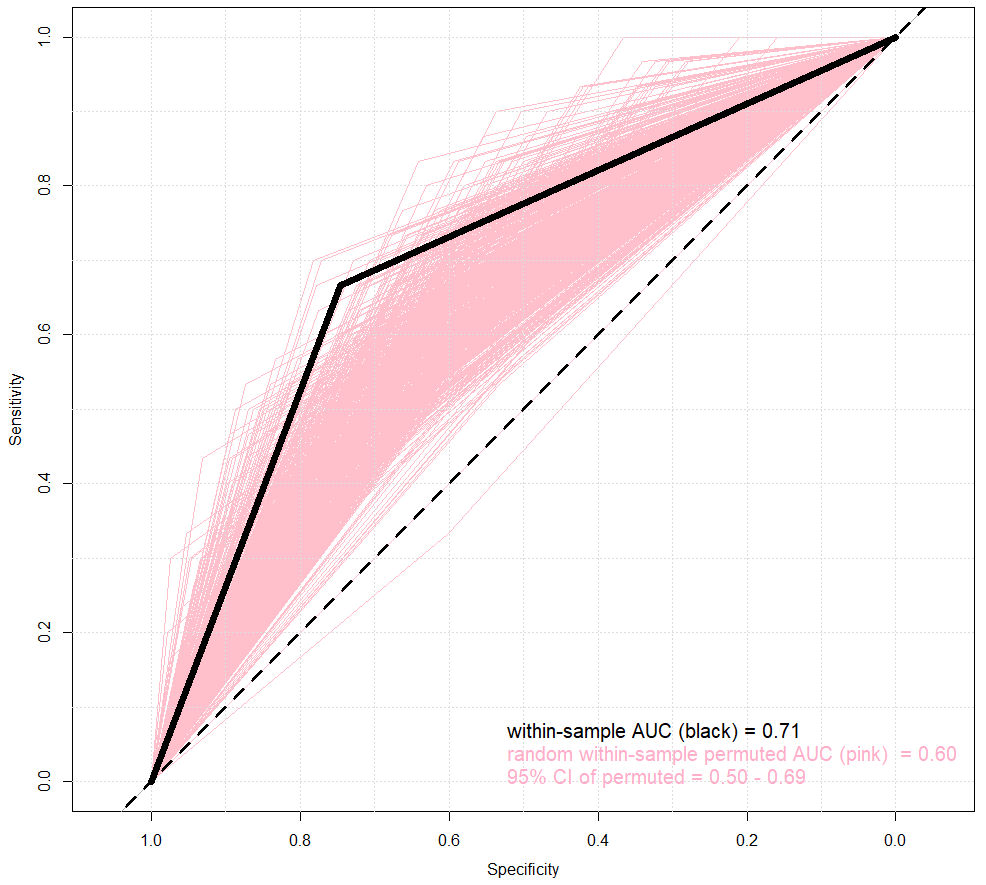 1.0
0.8
0.6
0.4
0.2
0.0
Sensitivity
within-sample AUC (black) = 0.71
random within-sample permuted AUC (pink)  = 0.60
95% CI of permuted = 0.50 - 0.69
1.0 0.8 0.6 0.4 0.2 0.0
Specificity